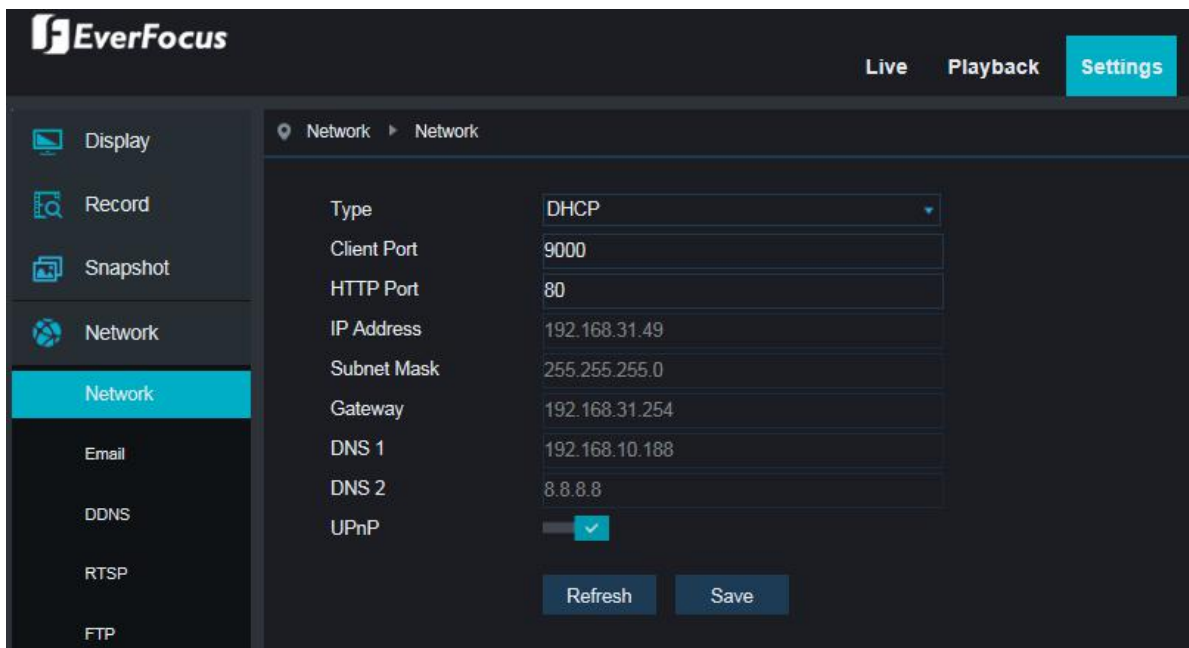 EverFocus
Live Playback Settings
Display
Record
Snapshot
Network
Network
Email
DDNS
RTSP
FTP
Network Network
Type DHCP
Client Port 9000
HTTP Port 80
IP Address 192.168.31.49
Subnet Mask 255.255.255.0
Gateway 192.168.31.254
DNS 1 192.168.10.188
DNS 2 8.8.8.8
UPnP
Refresh Save